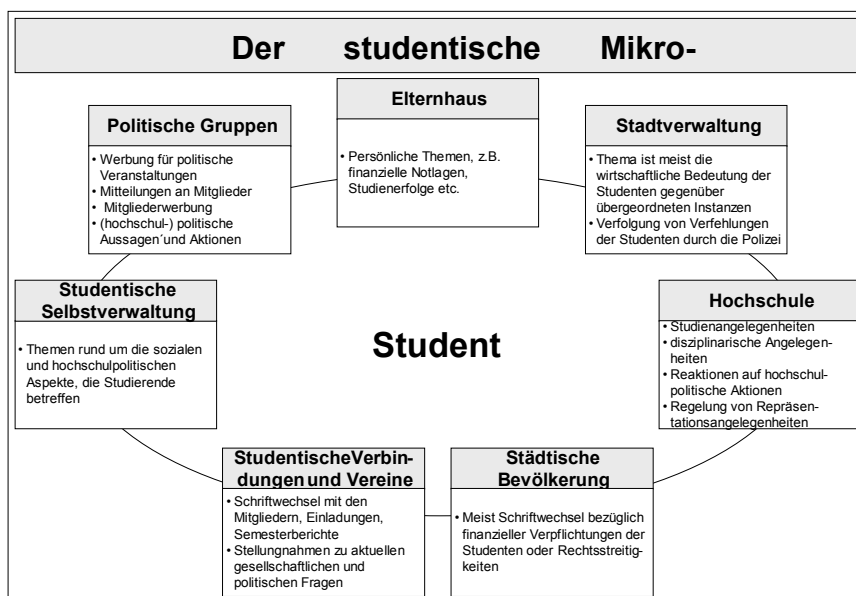 Der studentische Mikro-
Elternhaus
• Persönliche Themen, z.B.
finanzielle Notlagen,
Studienerfolge etc.
Politische Gruppen
• Werbung für politische
Veranstaltungen
• Mitteilungen an Mitglieder
• Mitgliederwerbung
• (hochschul-) politische
Aussagen´und Aktionen
Stadtverwaltung
• Thema ist meist die
wirtschaftliche Bedeutung der
Studenten gegenüber
übergeordneten Instanzen
• Verfolgung von Verfehlungen
der Studenten durch die Polizei
Studentische
Selbstverwaltung
• Themen rund um die sozialen
und hochschulpolitischen
Aspekte, die Studierende
betreffen
Student
Hochschule
• Studienangelegenheiten
• disziplinarische Angelegen-
heiten
• Reaktionen auf hochschul-
politische Aktionen
• Regelung von Repräsen-
tationsangelegenheiten
StudentischeVerbin-
dungen und Vereine
• Schriftwechsel mit den
Mitgliedern, Einladungen,
Semesterberichte
• Stellungnahmen zu aktuellen
gesellschaftlichen und
politischen Fragen
Städtische
Bevölkerung
• Meist Schriftwechsel bezüglich
finanzieller Verpflichtungen der
Studenten oder Rechtsstreitig-
keiten